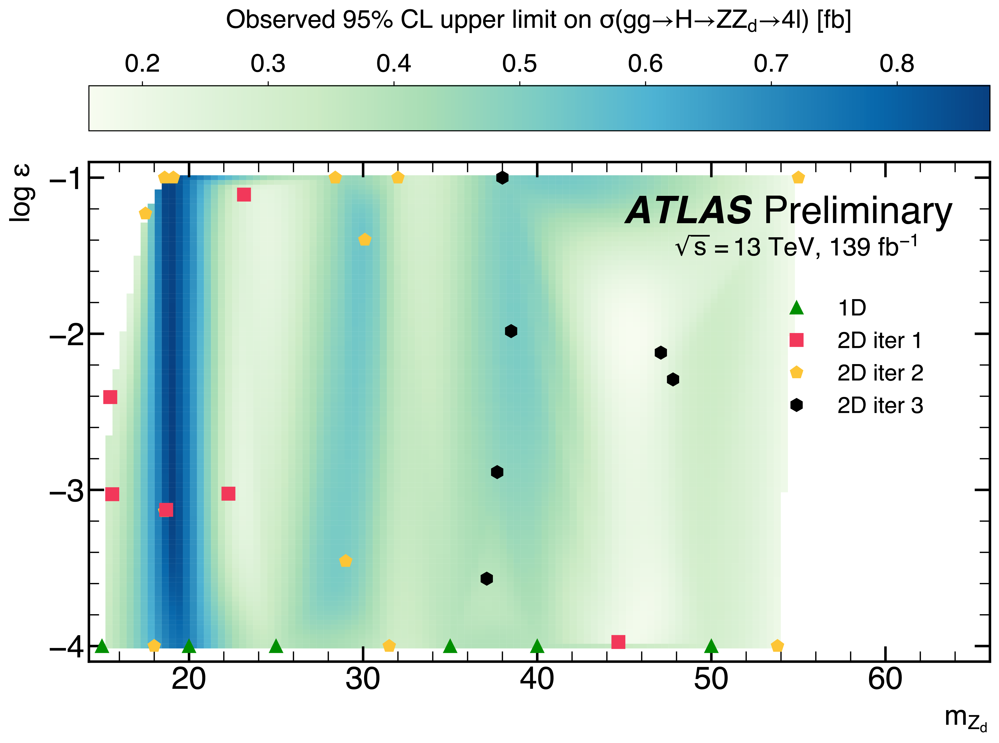 Observed 95% CL upper limit on σ(gg→H→ZZd→4l) [fb]
0.2 0.3 0.4 0.5 0.6 0.7 0.8
log ε
−1
ATLAS Preliminary
√s = 13 TeV, 139 fb−1
1D
−2
2D iter 1
2D iter 2
2D iter 3
−3
−4
20 30 40 50 60
mZd